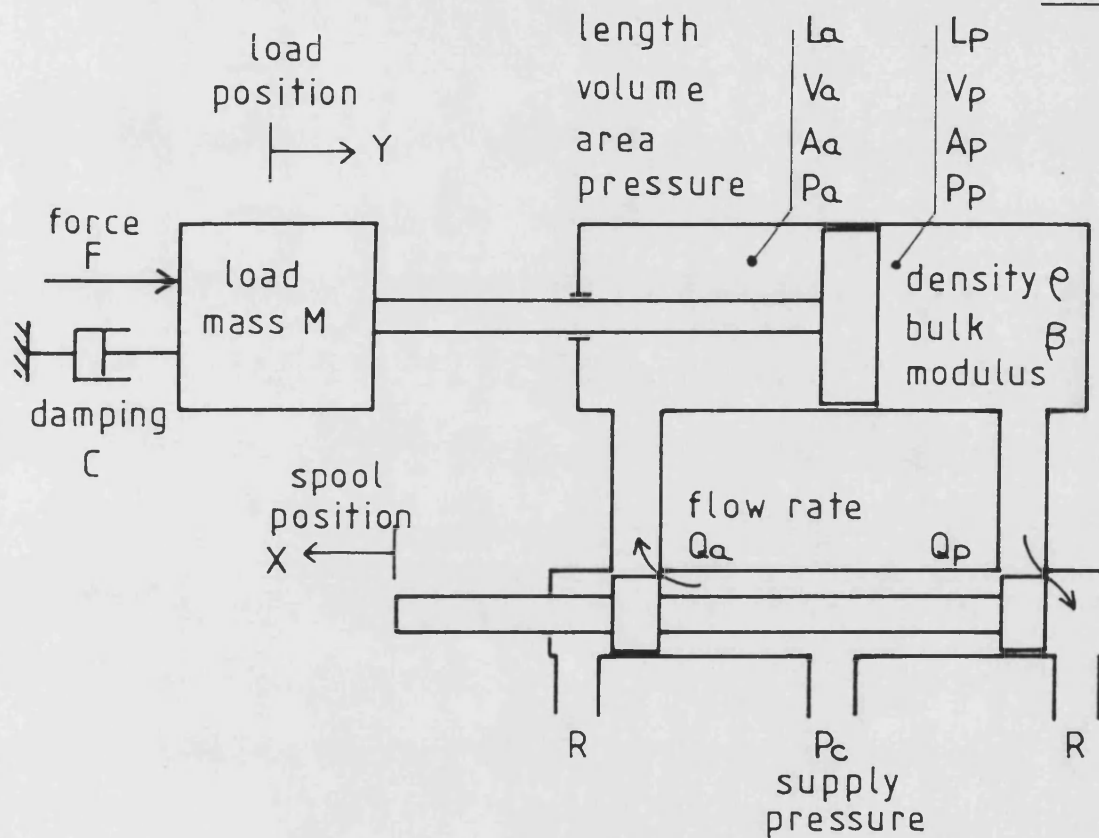 length La Lp
load
position
volume Va Vp
Y
area Aa Ap
pressure Pa Pp
force
F
load
mass M
density ρ
bulk
modulus β
damping
C
spool
position
X
flow rate
Qa Qp
R Pc R
supply
pressure